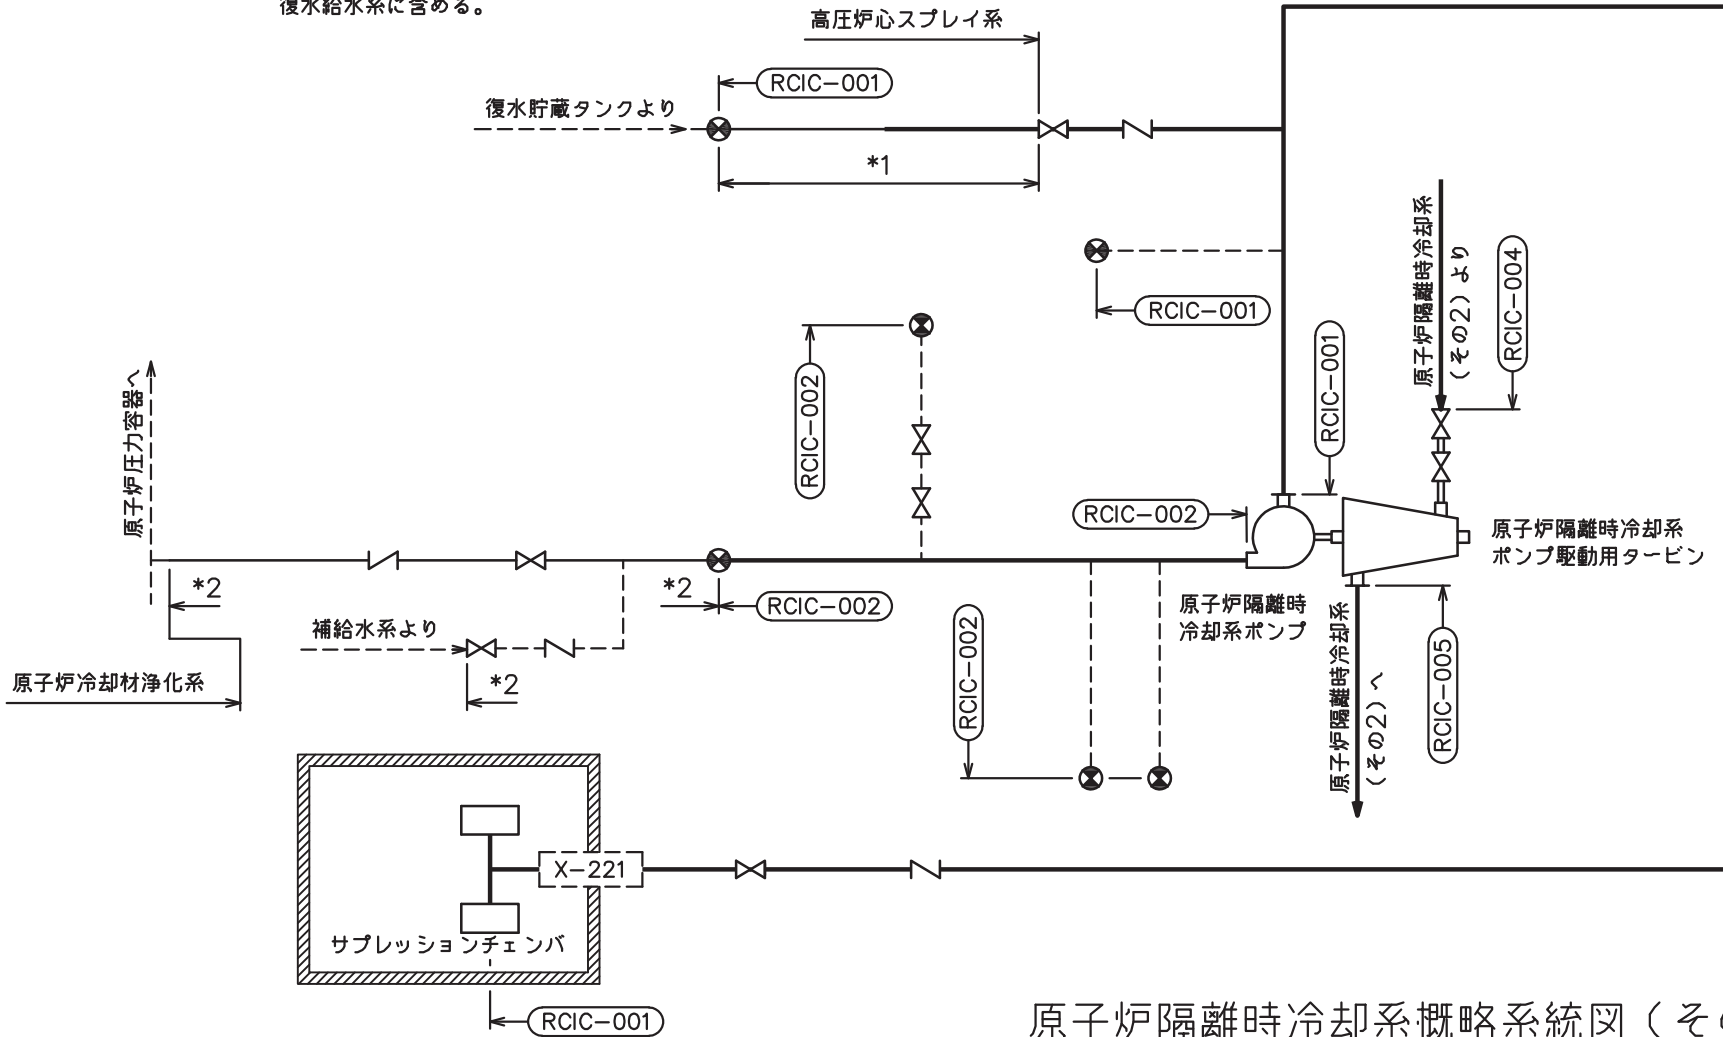 復水給水系に含める。
高圧炉心スプレイ系
RCIC-001
復水貯蔵タンクより
*1
RCIC-001
原子炉隔離時冷却系
(その2)より
RCIC-004
RCIC-001
RCIC-002
原子炉圧力容器へ
RCIC-002
原子炉隔離時冷却系
ポンプ駆動用タービン
*2
*2
RCIC-002
原子炉隔離時
冷却系ポンプ
補給水系より
RCIC-002
原子炉隔離時冷却系
(その2)へ
RCIC-005
*2
原子炉冷却材浄化系
X-221
サプレッションチェンバ
RCIC-001
原子炉隔離時冷却系概略系統図(その